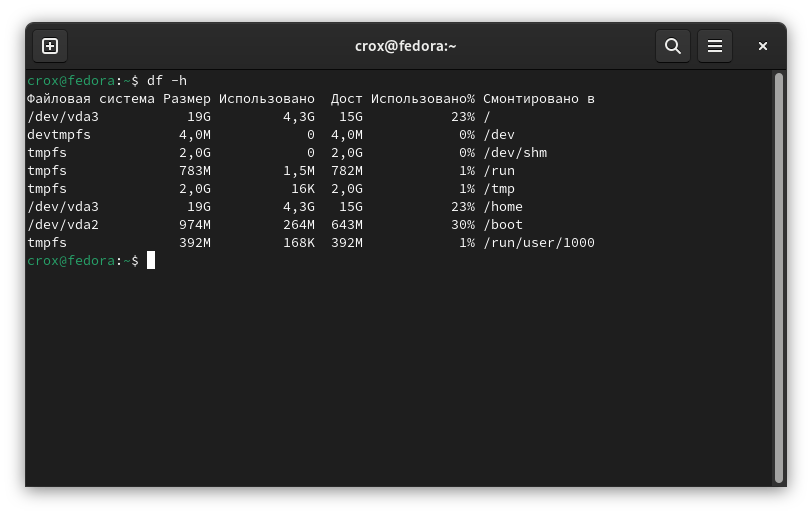 crox@fedora:~
crox@fedora:~$ df -h
Файловая система Размер Использовано  Дост Использовано% Смонтировано в
/dev/vda3           19G         4,3G   15G           23% /
devtmpfs           4,0M            0  4,0M            0% /dev
tmpfs              2,0G            0  2,0G            0% /dev/shm
tmpfs              783M         1,5M  782M            1% /run
tmpfs              2,0G          16K  2,0G            1% /tmp
/dev/vda3           19G         4,3G   15G           23% /home
/dev/vda2          974M         264M  643M           30% /boot
tmpfs              392M         168K  392M            1% /run/user/1000
crox@fedora:~$